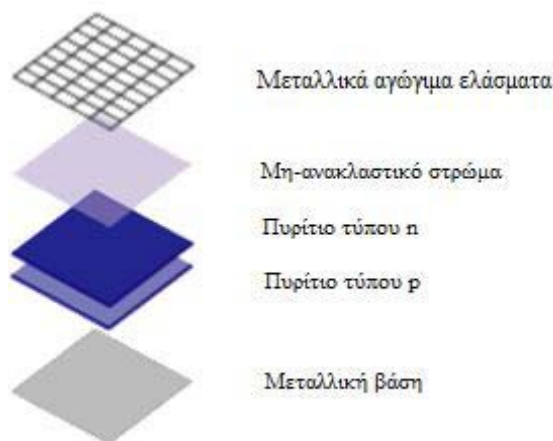 Μεταλλικά αγώγιμα ελάσματα
Μη-ανακλαστικό στρώμα
Πυρίτιο τύπου n
Πυρίτιο τύπου p
Μεταλλική βάση